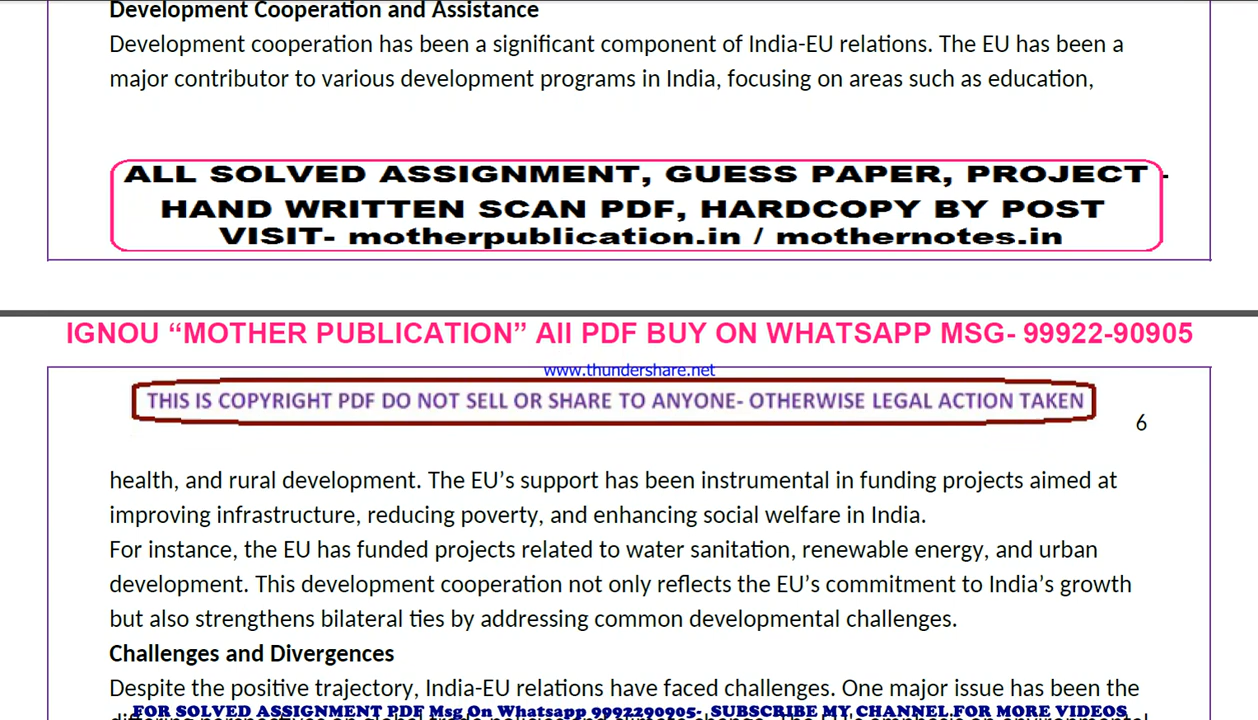 Development Cooperation and Assistance
Development cooperation has been a significant component of India-EU relations. The EU has been a
major contributor to various development programs in India, focusing on areas such as education,
ALL SOLVED ASSIGNMENT, GUESS PAPER, PROJECT -
HAND WRITTEN SCAN PDF, HARDCOPY BY POST
VISIT- motherpublication.in / mothernotes.in
IGNOU “MOTHER PUBLICATION” All PDF BUY ON WHATSAPP MSG- 99922-90905
www.thundershare.net
THIS IS COPYRIGHT PDF DO NOT SELL OR SHARE TO ANYONE- OTHERWISE LEGAL ACTION TAKEN
6
health, and rural development. The EU’s support has been instrumental in funding projects aimed at
improving infrastructure, reducing poverty, and enhancing social welfare in India.
For instance, the EU has funded projects related to water sanitation, renewable energy, and urban
development. This development cooperation not only reflects the EU’s commitment to India’s growth
but also strengthens bilateral ties by addressing common developmental challenges.
Challenges and Divergences
Despite the positive trajectory, India-EU relations have faced challenges. One major issue has been the
FOR SOLVED ASSIGNMENT PDF Msg On Whatsapp 9992290905- SUBSCRIBE MY CHANNEL FOR MORE VIDEOS